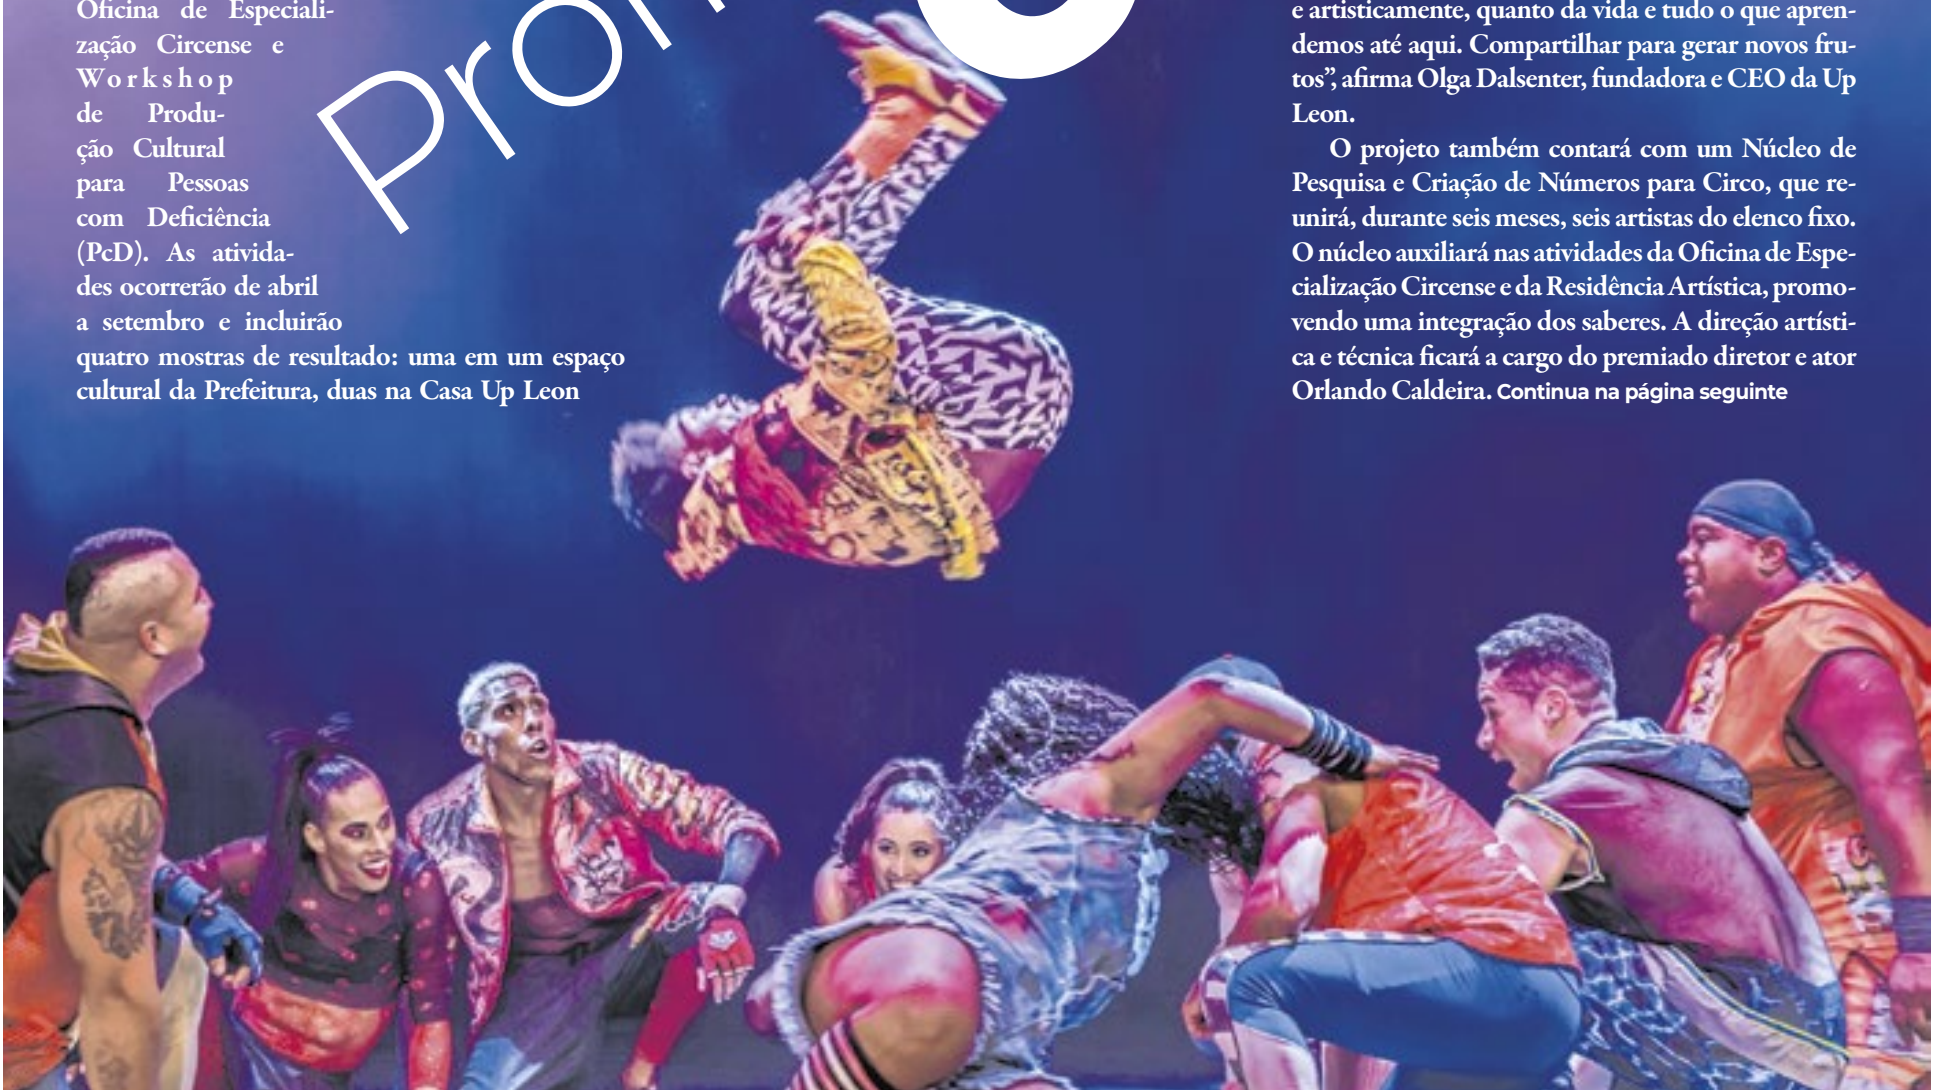 Oficina de Especiali-
zação Circense e
Workshop
de Produ-
ção Cultural
para Pessoas
com Deficiência
(PcD). As ativida-
des ocorrerão de abril
a setembro e incluirão
quatro mostras de resultado: uma em um espaço
cultural da Prefeitura, duas na Casa Up Leon
e artisticamente, quanto da vida e tudo o que apren-
demos até aqui. Compartilhar para gerar novos fru-
tos”, afirma Olga Dalsenter, fundadora e CEO da Up
Leon.
O projeto também contará com um Núcleo de
Pesquisa e Criação de Números para Circo, que re-
unirá, durante seis meses, seis artistas do elenco fixo.
O núcleo auxiliará nas atividades da Oficina de Espe-
cialização Circense e da Residência Artística, promo-
vendo uma integração dos saberes. A direção artísti-
ca e técnica ficará a cargo do premiado diretor e ator
Orlando Caldeira. Continua na página seguinte